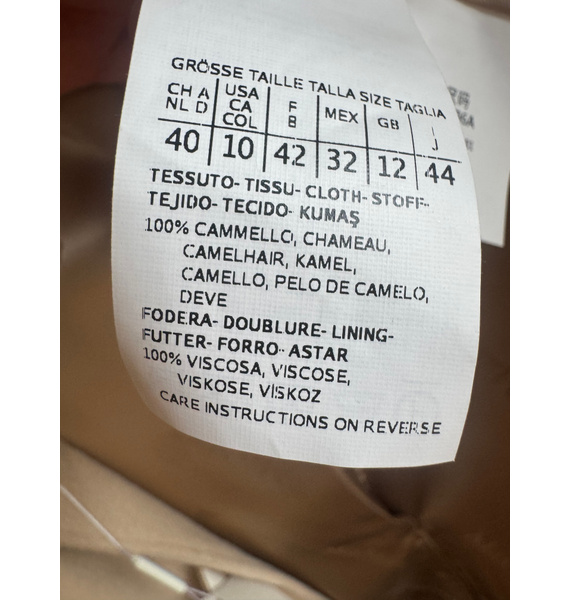 GRÖSSE TAILLE TALLA SIZE TAGLIA
CH A NL D USA CA COL F B MEX GB I J
40 10 42 32 12 44
TESSUTO- TISSU- CLOTH- STOFF-
TEJIDO- TECIDO- KUMAŞ
100% CAMMELLO, CHAMEAU,
CAMELHAIR, KAMEL,
CAMELLO, PELO DE CAMELO,
DEVE
FODERA- DOUBLURE- LINING-
FUTTER- FORRO- ASTAR
100% VISCOSA, VISCOSE,
VISKOSE, VİSKOZ
CARE INSTRUCTIONS ON REVERSE